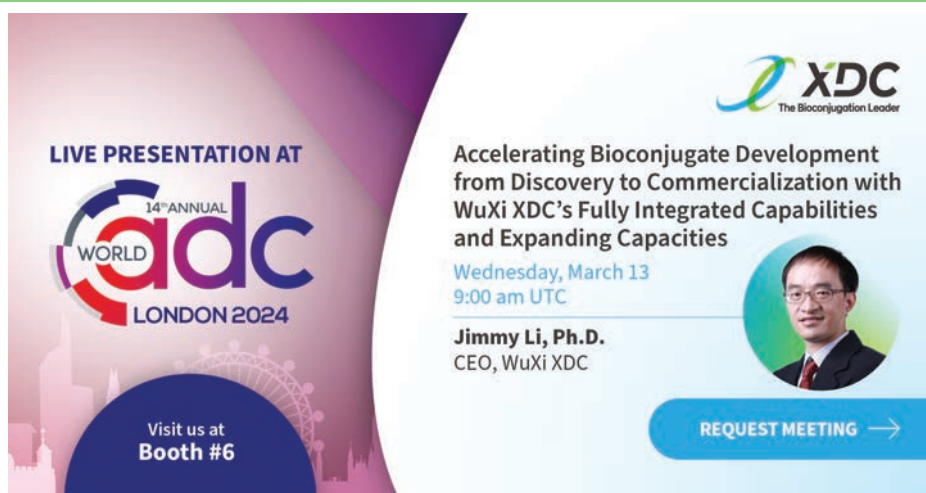 LIVE PRESENTATION AT
14th ANNUAL
WORLD
adc
LONDON 2024
Visit us at
Booth #6
XDC
The Bioconjugation Leader
Accelerating Bioconjugate Development
from Discovery to Commercialization with
WuXi XDC's Fully Integrated Capabilities
and Expanding Capacities
Wednesday, March 13
9:00 am UTC
Jimmy Li, Ph.D.
CEO, WuXi XDC
REQUEST MEETING